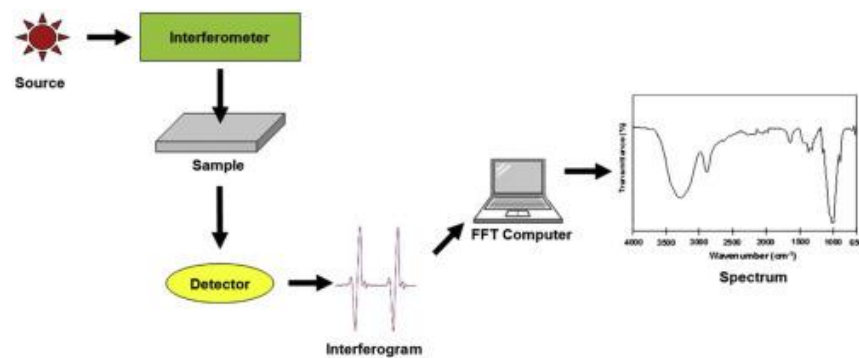 Interferometer
Source
Sample
FFT Computer
Detector
Interferogram
Transmittance (%)
4000 3500 3000 2500 2000 1500 1000 650
Wavenumber (cm⁻¹)
Spectrum